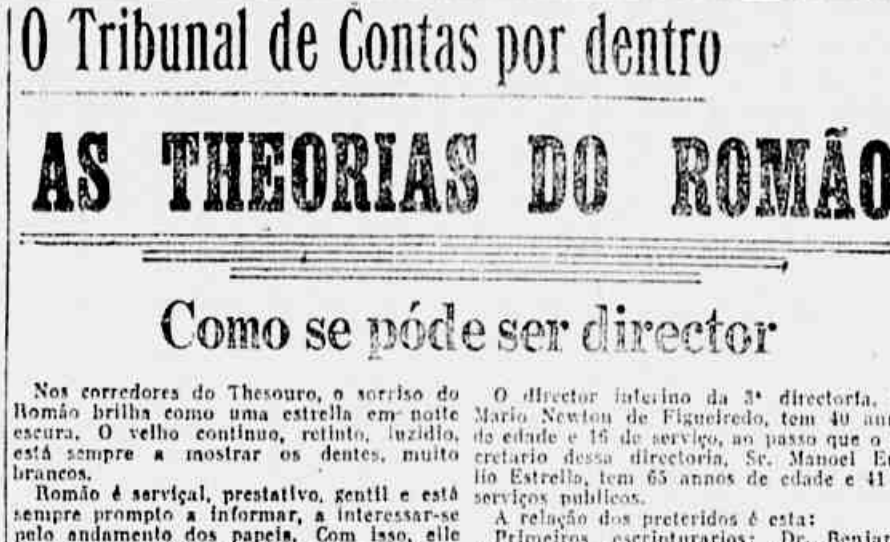 O Tribunal de Contas por dentro
AS THEORIAS DO ROMÃO
Como se póde ser director
Nos corredores do Thesouro, o sorriso do
Romão brilha como uma estrella em noite
escura. O velho continuo, retinto, luzidio,
está sempre a mostrar os dentes, muito
brancos.
Romão é serviçal, prestativo, gentil e está
sempre prompto a informar, a interessar-se
pelo andamento dos papeis. Com isso, elle
O director interino da 3ª directoria,
Mario Newton de Figueiredo, tem 40
de edade e 16 de serviço, ao passo que o
cretario dessa directoria, Sr. Manoel
lio Estrella, tem 65 annos de edade e 41
serviços publicos.
A relação dos preteridos é esta:
Primeiros escripturarios: Dr.